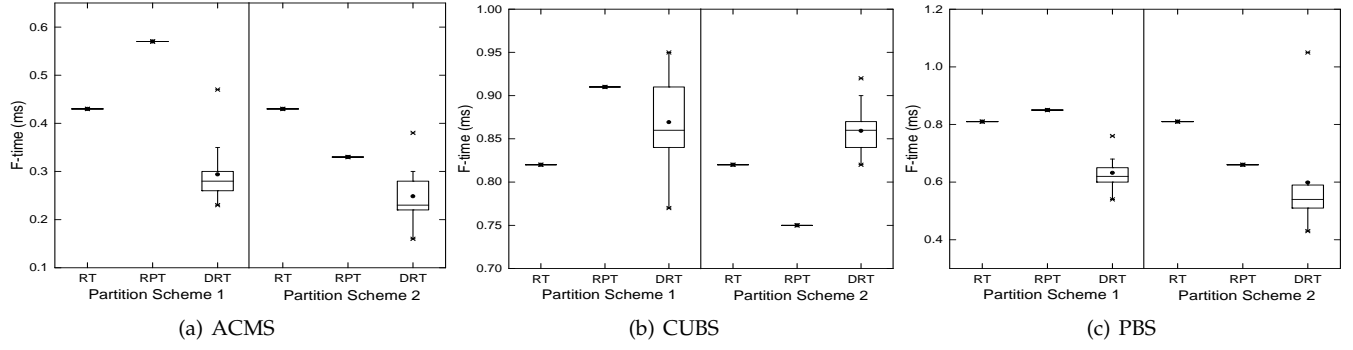 F-time (ms)
0.6
0.5
0.4
0.3
0.2
0.1
RT RPT DRT RT RPT DRT
Partition Scheme 1 Partition Scheme 2
(a) ACMS
F-time (ms)
1.00
0.95
0.90
0.85
0.80
0.75
0.70
RT RPT DRT RT RPT DRT
Partition Scheme 1 Partition Scheme 2
(b) CUBS
F-time (ms)
1.2
1.0
0.8
0.6
0.4
RT RPT DRT RT RPT DRT
Partition Scheme 1 Partition Scheme 2
(c) PBS